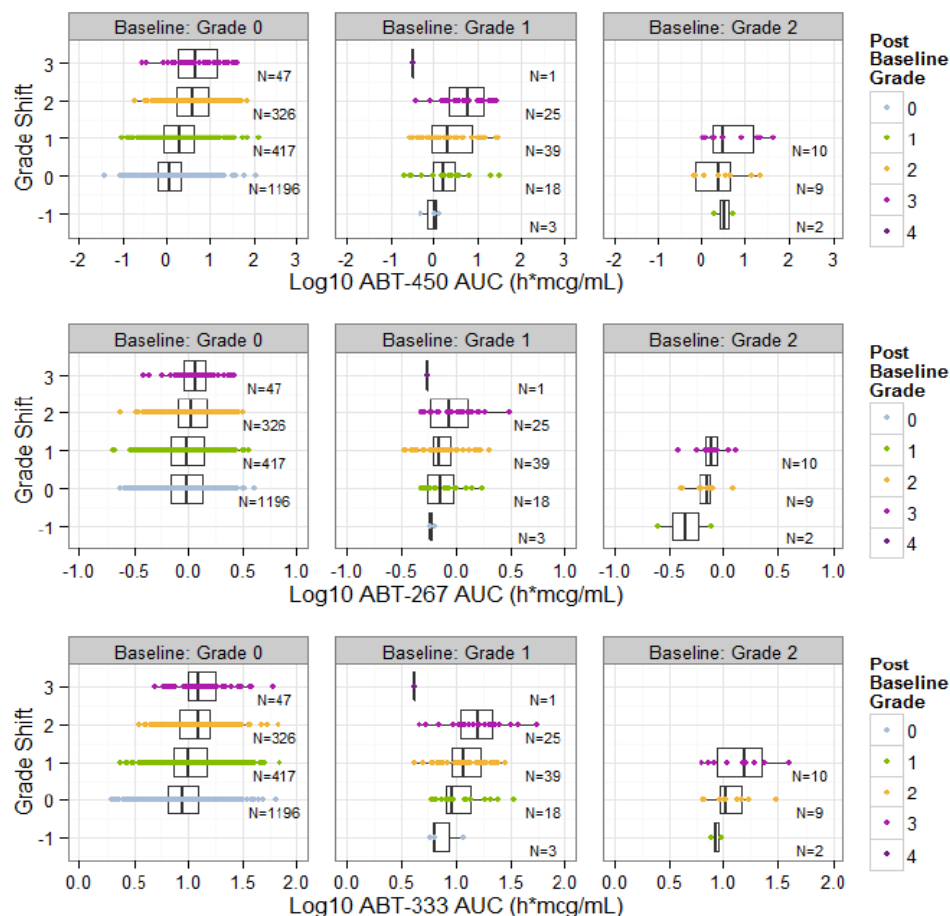 Baseline: Grade 0 Baseline: Grade 1 Baseline: Grade 2
Post
Baseline
Grade
0
1
2
3
4
Grade Shift
3
2
1
0
-1
N=47
N=326
N=417
N=1196
N=1
N=25
N=39
N=18
N=3
N=10
N=9
N=2
-2 -1 0 1 2 3 -2 -1 0 1 2 3 -2 -1 0 1 2 3
Log10 ABT-450 AUC (h*mcg/mL)
Baseline: Grade 0 Baseline: Grade 1 Baseline: Grade 2
Post
Baseline
Grade
0
1
2
3
4
Grade Shift
3
2
1
0
-1
N=47
N=326
N=417
N=1196
N=1
N=25
N=39
N=18
N=3
N=10
N=9
N=2
-1.0 -0.5 0.0 0.5 1.0 -1.0 -0.5 0.0 0.5 1.0 -1.0 -0.5 0.0 0.5 1.0
Log10 ABT-267 AUC (h*mcg/mL)
Baseline: Grade 0 Baseline: Grade 1 Baseline: Grade 2
Post
Baseline
Grade
0
1
2
3
4
Grade Shift
3
2
1
0
-1
N=47
N=326
N=417
N=1196
N=1
N=25
N=39
N=18
N=3
N=10
N=9
N=2
0.0 0.5 1.0 1.5 2.0 0.0 0.5 1.0 1.5 2.0 0.0 0.5 1.0 1.5 2.0
Log10 ABT-333 AUC (h*mcg/mL)